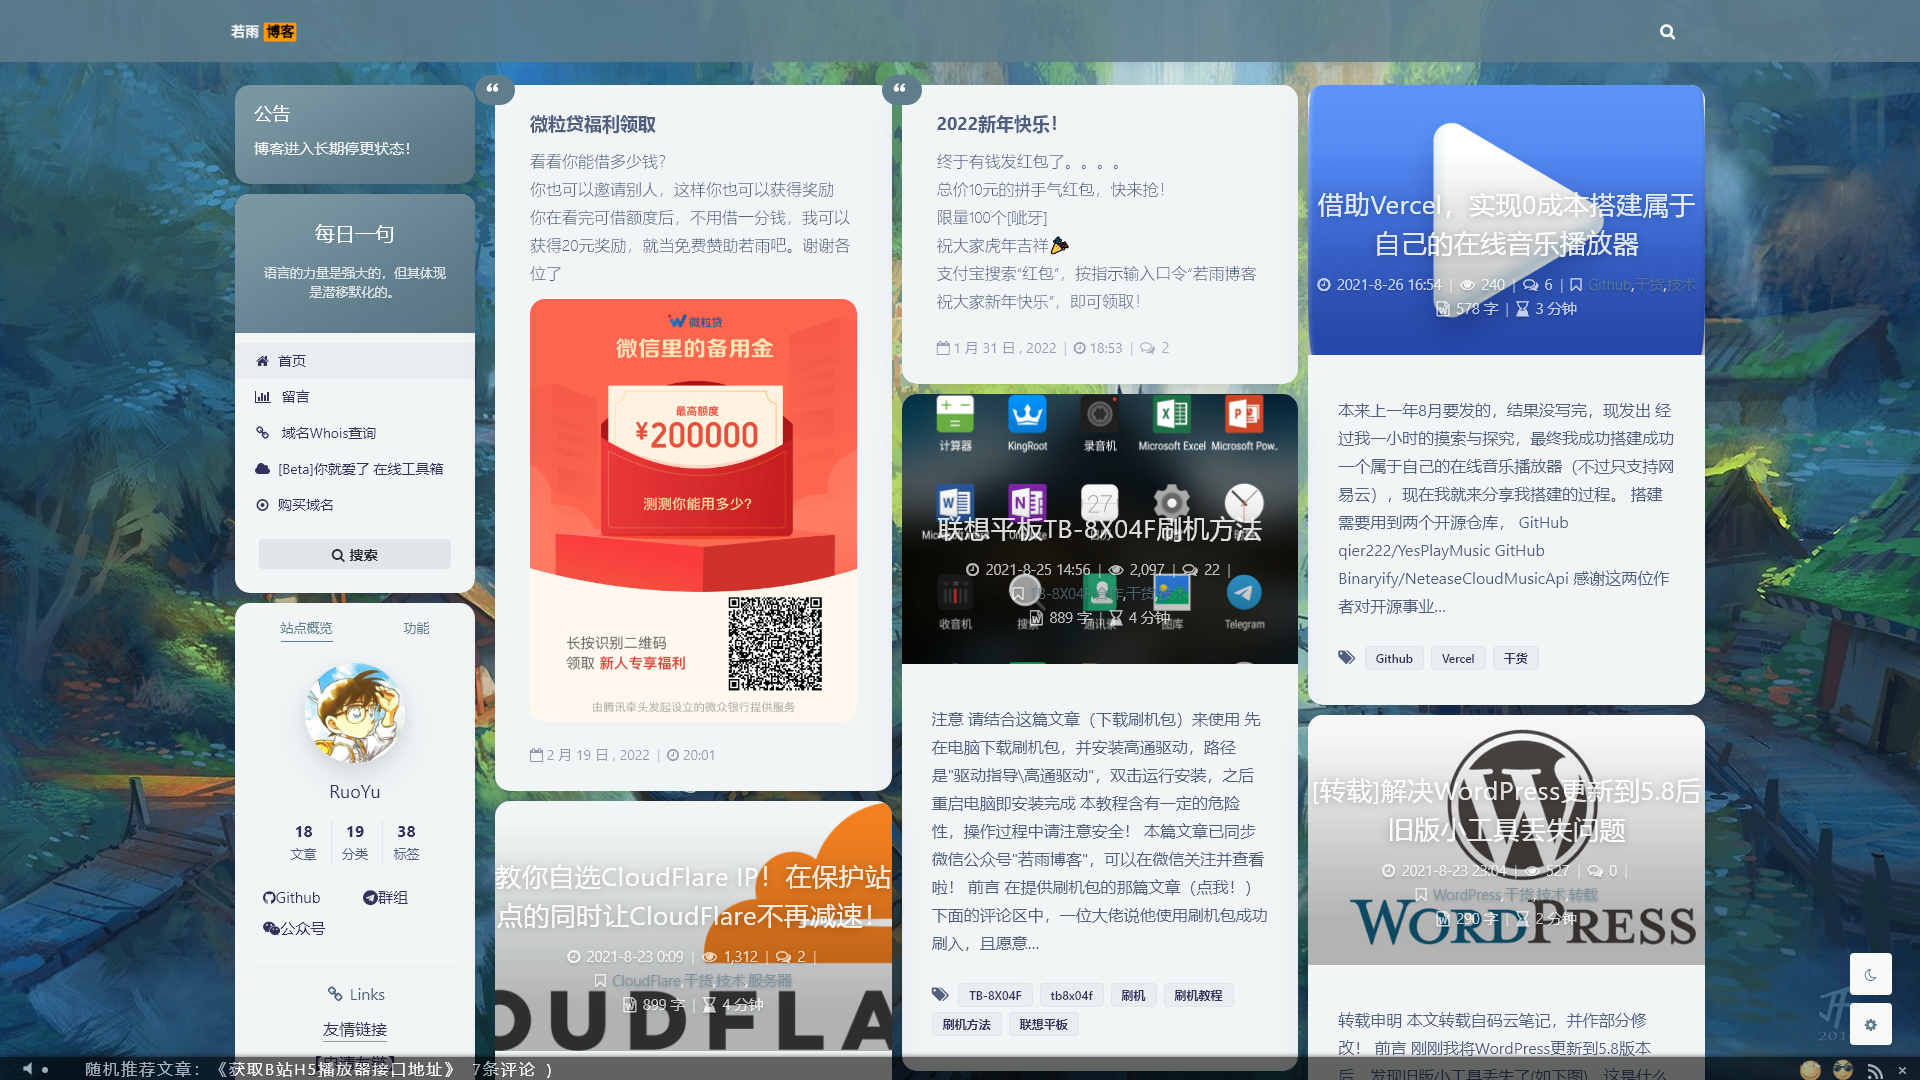 若雨 博客
公告
博客进入长期停更状态！
每日一句
语言的力量是强大的，但其体现
是潜移默化的。
首页
留言
域名Whois查询
[Beta]你就爱了 在线工具箱
购买域名
搜索
站点概览 功能
RuoYu
18 19 38
文章 分类 标签
Github 群组
公众号
Links
友情链接
微粒贷福利领取
看看你能借多少钱？
你也可以邀请别人，这样你也可以获得奖励
你在看完可借额度后，不用借一分钱，我可以
获得20元奖励，就当免费赞助若雨吧。谢谢各
位了
微粒贷
微信里的备用金
最高额度
¥200000
测测你能用多少?
长按识别二维码
领取 新人专享福利
由腾讯牵头发起设立的微众银行提供服务
2 月 19 日 , 2022 | 20:01
教你自选CloudFlare IP！在保护站
点的同时让CloudFlare不再减速！
2021-8-23 0:09 | 1,312 | 2 |
CloudFlare,干货,技术,服务器
899 字 | 4 分钟
OUDFLA
2022新年快乐！
终于有钱发红包了。。。。
总价10元的拼手气红包，快来抢！
限量100个[呲牙]
祝大家虎年吉祥🎉
支付宝搜索“红包”，按指示输入口令“若雨博客
祝大家新年快乐”，即可领取！
1 月 31 日 , 2022 | 18:53 | 2
计算器 KingRoot 录音机 Microsoft Excel Microsoft Pow..
27
联想平板TB-8X04F刷机方法
2021-8-25 14:56 | 2,097 | 22 |
889 字 | 4 分钟
收音机 图库 Telegram
注意 请结合这篇文章（下载刷机包）来使用 先
在电脑下载刷机包，并安装高通驱动，路径
是"驱动指导\高通驱动"，双击运行安装，之后
重启电脑即安装完成 本教程含有一定的危险
性，操作过程中请注意安全！ 本篇文章已同步
微信公众号"若雨博客"，可以在微信关注并查看
啦！ 前言 在提供刷机包的那篇文章（点我！）
下面的评论区中，一位大佬说他使用刷机包成功
刷入，且愿意...
TB-8X04F tb8x04f 刷机 刷机教程
刷机方法 联想平板
借助Vercel，实现0成本搭建属于
自己的在线音乐播放器
2021-8-26 16:54 | 240 | 6 | Github,干货,技术
578 字 | 3 分钟
本来上一年8月要发的，结果没写完，现发出 经
过我一小时的摸索与探究，最终我成功搭建成功
一个属于自己的在线音乐播放器（不过只支持网
易云），现在我就来分享我搭建的过程。 搭建
需要用到两个开源仓库， GitHub
qier222/YesPlayMusic GitHub
Binaryify/NeteaseCloudMusicApi 感谢这两位作
者对开源事业...
Github Vercel 干货
[转载]解决WordPress更新到5.8后
旧版小工具丢失问题
2021-8-23 23:04 | 527 | 0 |
WordPress,干货,技术,转载
290 字 | 2 分钟
WORDPRESS
转载申明 本文转载自码云笔记，并作部分修
改！ 前言 刚刚我将WordPress更新到5.8版本
后，发现旧版小工具丢失了(如下图)，这是什么
随机推荐文章：《获取B站H5播放器接口地址》 7条评论 )